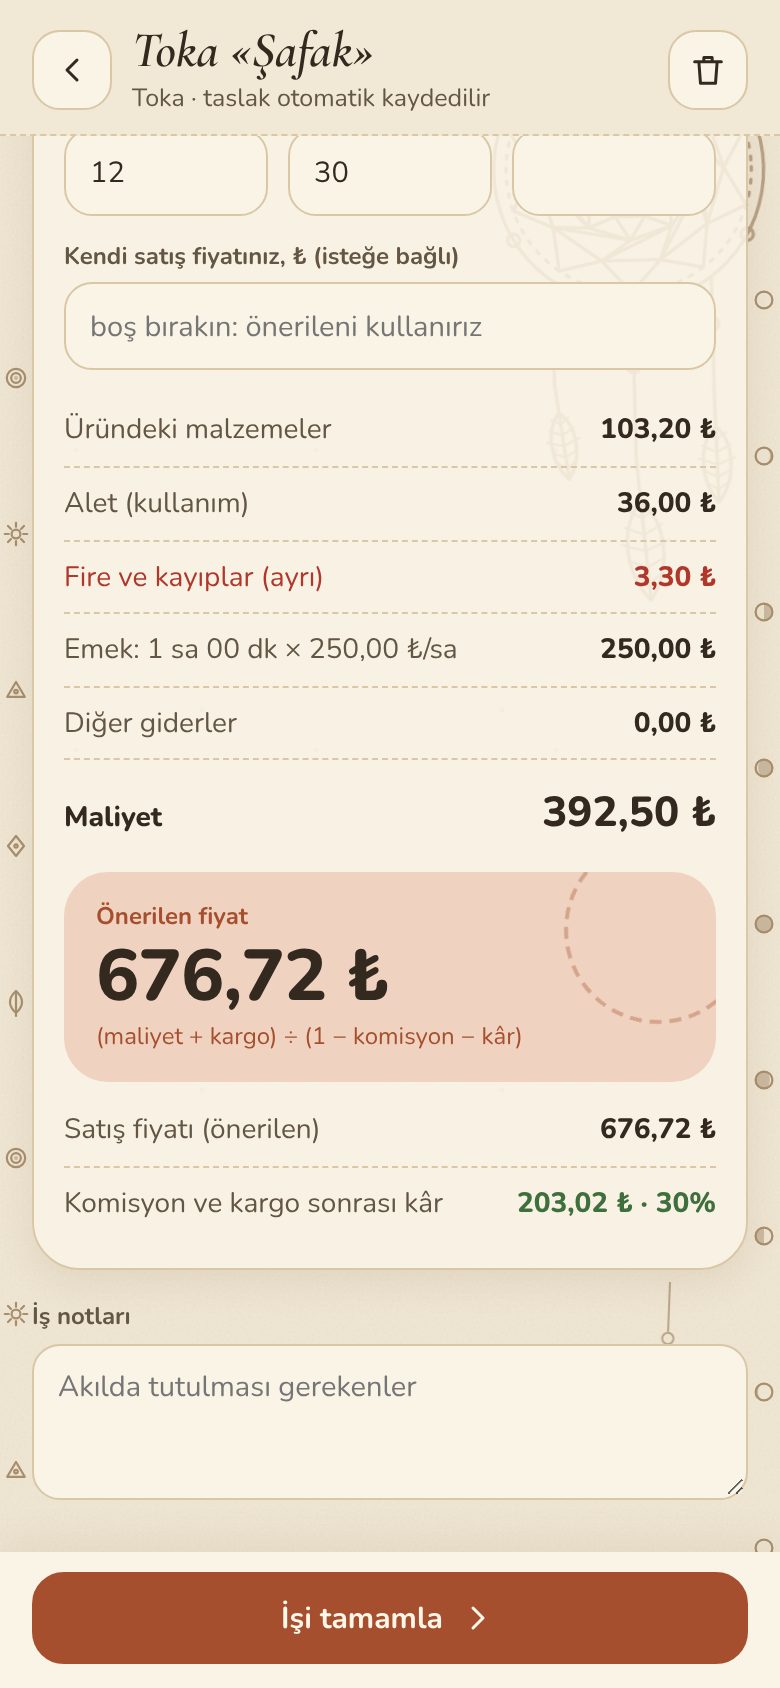 Toka «Şafak»
Toka · taslak otomatik kaydedilir
12 30
Kendi satış fiyatınız, ₺ (isteğe bağlı)
boş bırakın: önerileni kullanırız
Üründeki malzemeler 103,20 ₺
Alet (kullanım) 36,00 ₺
Fire ve kayıplar (ayrı) 3,30 ₺
Emek: 1 sa 00 dk × 250,00 ₺/sa 250,00 ₺
Diğer giderler 0,00 ₺
Maliyet 392,50 ₺
Önerilen fiyat
676,72 ₺
(maliyet + kargo) ÷ (1 − komisyon − kâr)
Satış fiyatı (önerilen) 676,72 ₺
Komisyon ve kargo sonrası kâr 203,02 ₺ · 30%
İş notları
Akılda tutulması gerekenler
İşi tamamla